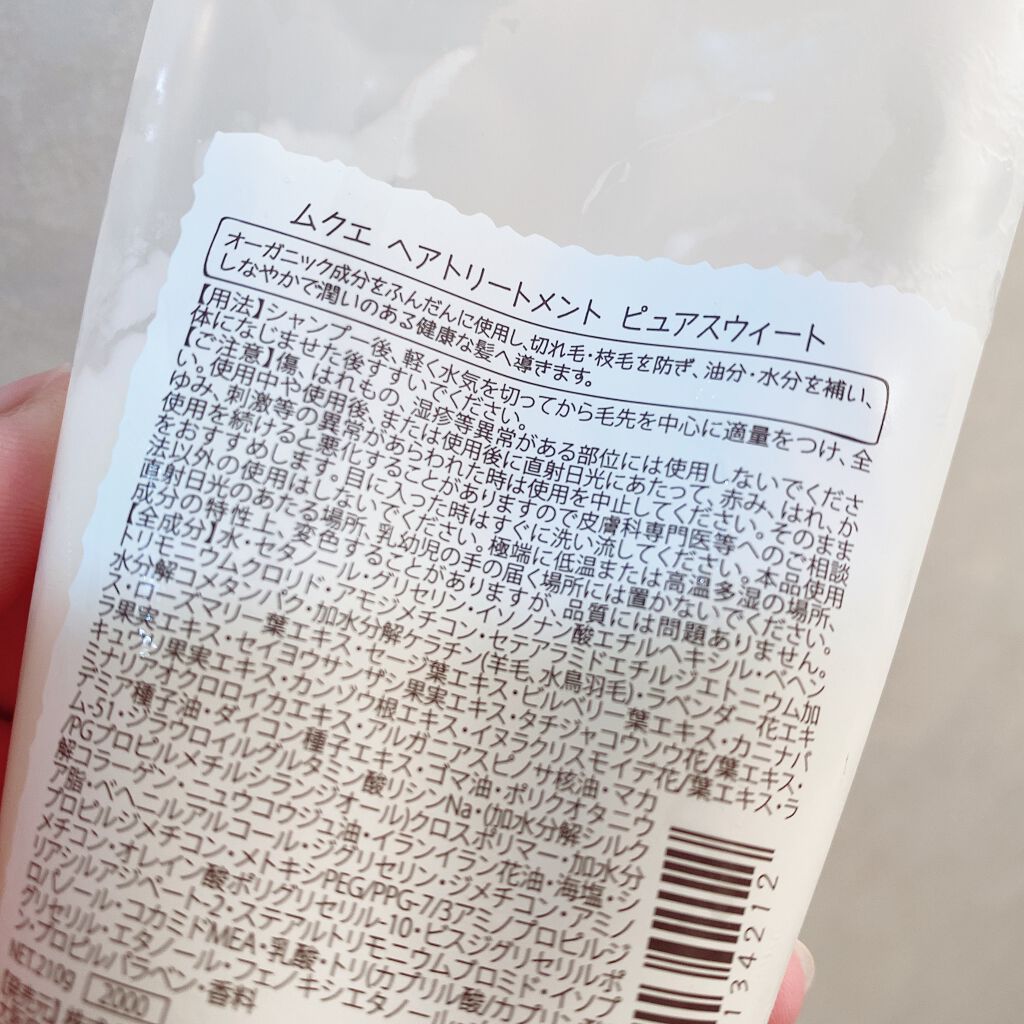 ムクエ ヘアトリートメント ピュアスウィート
オーガニック成分をふんだんに使用し、切れ毛・枝毛を防ぎ、油分・水分を補い、
しなやかで潤いのある健康な髪へ導きます。
【用法】シャンプー後、軽く水気を切ってから毛先を中心に適量をつけ、全
体になじませた後すすいでください。
【ご注意】傷、はれもの、湿疹等異常がある部位には使用しないでくださ
い。使用中や使用後、または使用後に直射日光にあたって、赤み、はれ、か
ゆみ、刺激等の異常があらわれた時は使用を中止してください。そのまま
使用を続けると悪化することがありますので皮膚科専門医等へのご相談
をおすすめします。目に入った時はすぐに洗い流してください。本品の使用
法以外の使用はしないでください。極端に低温または高温多湿の場所、
直射日光のあたる場所、乳幼児の手の届く場所には置かないでください。
成分の特性上、変色することがありますが、品質には問題ありません。
【全成分】水・セタノール・グリセリン・イソノナン酸エチルヘキシル・ベヘン
トリモニウムクロリド・アモジメチコン・セテアラミドエチルジエトニウム加
水分解コメタンパク・加水分解ケラチン(羊毛、水鳥羽毛)・ラベンダー花エキ
ス・ローズマリー葉エキス・セージ葉エキス・ビルベリー葉エキス・カニナバ
ラ果実エキス・セイヨウサンザシ果実エキス・タチジャコウソウ花/葉エキス・
キュウリ果実エキス・カンゾウ根エキス・イヌラクリスモイデ花/葉エキス・ラ
ミナリアオクロロイカエキス・アルガニアスピノサ核油・マカ
デミア種子油・ダイコン種子エキス・ゴマ油・ポリクオタニウ
ム-51・ジラウロイルグルタミン酸リシンNa・(加水分解シルク
/PGプロピルメチルシランジオール)クロスポリマー・加水分
解コラーゲン・ニュウコウジュ油・イランイラン花油・海塩・シ
ア脂・ベヘニルアルコール・ジグリセリン・ジメチコン・アミノ
プロピルジメチコン・メトキシPEG/PPG-7/3アミノプロピルジ
メチコン・オレイン酸ポリグリセリル-10・ビスジグリセリルポ
リアシルアジペート-2・ステアルトリモニウムブロミド・イソプ
ロパノール・コカミドMEA・乳酸・トリ(カプリル酸/カプリン酸)
グリセリル・エタノール・フェノキシエタノール
ン・プロピルパラベン・香料
NET.210g 2000
[発売元] 株式
134212